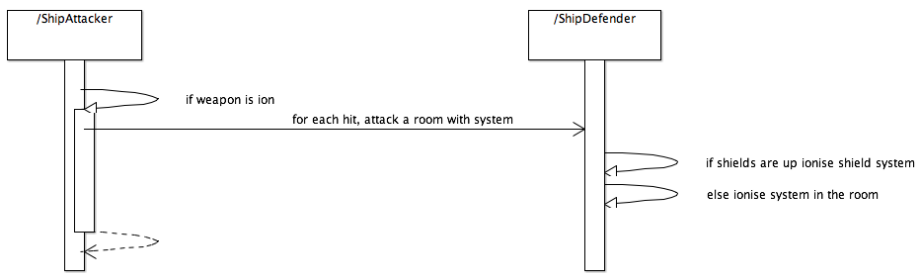 /ShipAttacker
/ShipDefender
if weapon is ion
for each hit, attack a room with system
if shields are up ionise shield system
else ionise system in the room